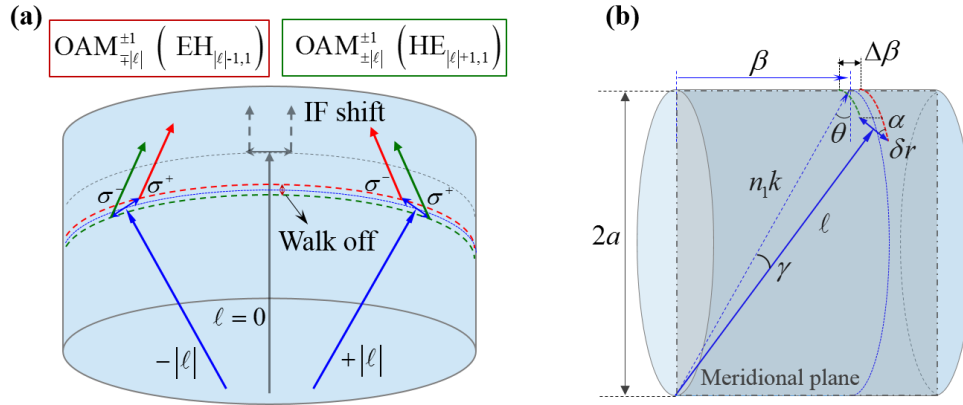 (a)
OAM^{±1}_{∓|ℓ|} ( EH_{|ℓ|-1,1} )
OAM^{±1}_{±|ℓ|} ( HE_{|ℓ|+1,1} )
IF shift
σ⁻ σ⁺
σ⁻ σ⁺
Walk off
ℓ = 0
−|ℓ|
+|ℓ|
(b)
β
Δβ
θ
α
δr
n₁k
2a
ℓ
γ
Meridional plane